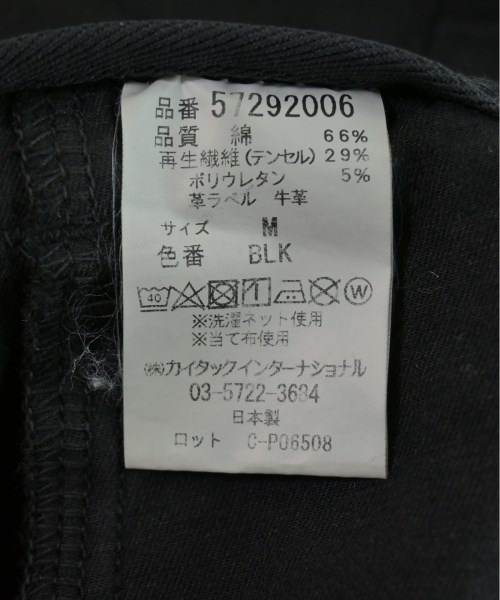 品番 57292006
品質 綿 66%
再生繊維(テンセル) 29%
ポリウレタン 5%
革ラベル 牛革
サイズ M
色番 BLK
40 W
※洗濯ネット使用
※当て布使用
㈱カイタックインターナショナル
03-5722-3684
日本製
ロット C-P06508